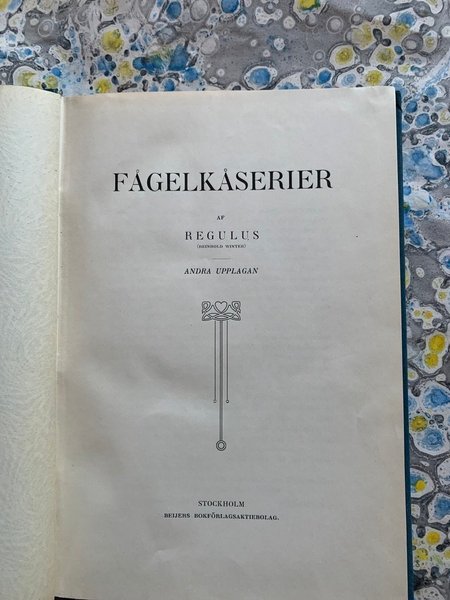 FÅGELKÅSERIER
AF
REGULUS
(REINHOLD WINTER)
ANDRA UPPLAGAN
STOCKHOLM
BEIJERS BOKFÖRLAGSAKTIEBOLAG.